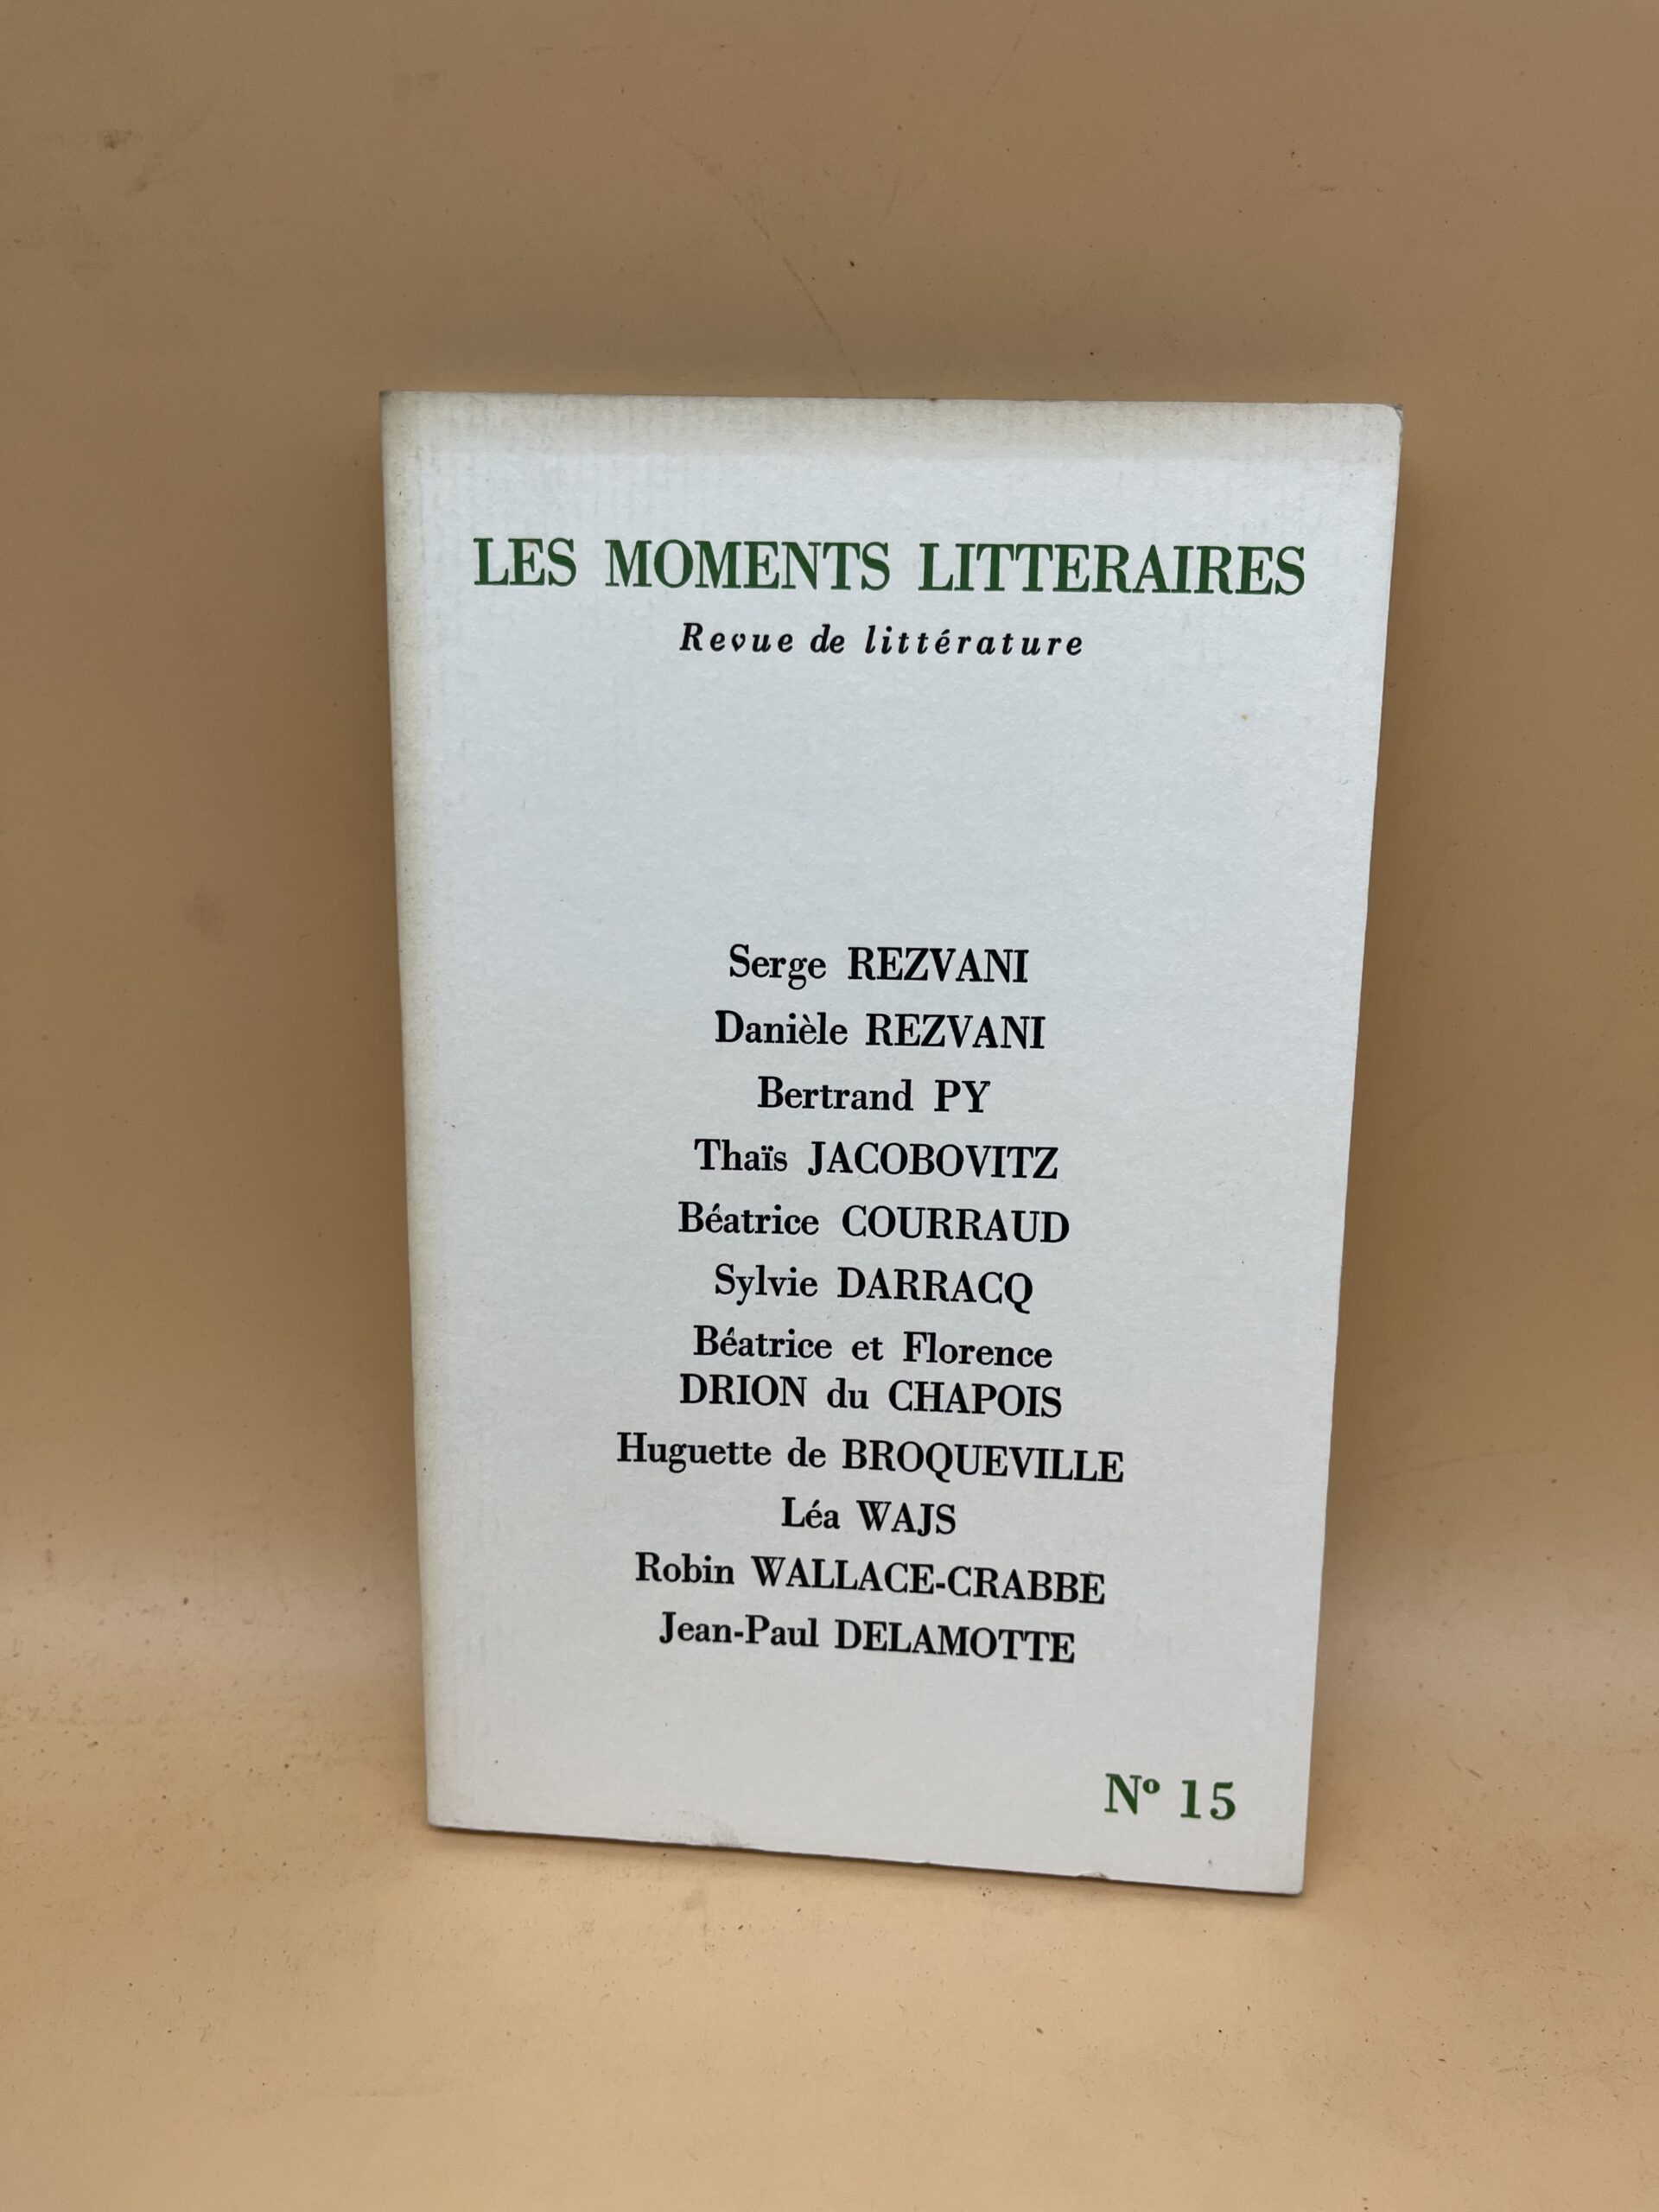 LES MOMENTS LITTERAIRES
Revue de littérature
Serge REZVANI
Danièle REZVANI
Bertrand PY
Thaïs JACOBOVITZ
Béatrice COURRAUD
Sylvie DARRACQ
Béatrice et Florence
DRION du CHAPOIS
Huguette de BROQUEVILLE
Léa WAJS
Robin WALLACE-CRABBE
Jean-Paul DELAMOTTE
Nº 15